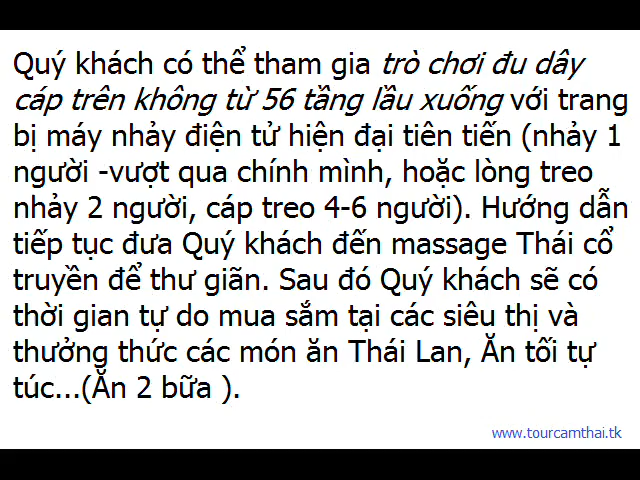 Quý khách có thể tham gia trò chơi đu dây
cáp trên không từ 56 tầng lầu xuống với trang
bị máy nhảy điện tử hiện đại tiên tiến (nhảy 1
người -vượt qua chính mình, hoặc lòng treo
nhảy 2 người, cáp treo 4-6 người). Hướng dẫn
tiếp tục đưa Quý khách đến massage Thái cổ
truyền để thư giãn. Sau đó Quý khách sẽ có
thời gian tự do mua sắm tại các siêu thị và
thưởng thức các món ăn Thái Lan, Ăn tối tự
túc...(Ăn 2 bữa ).
www.tourcamthai.tk